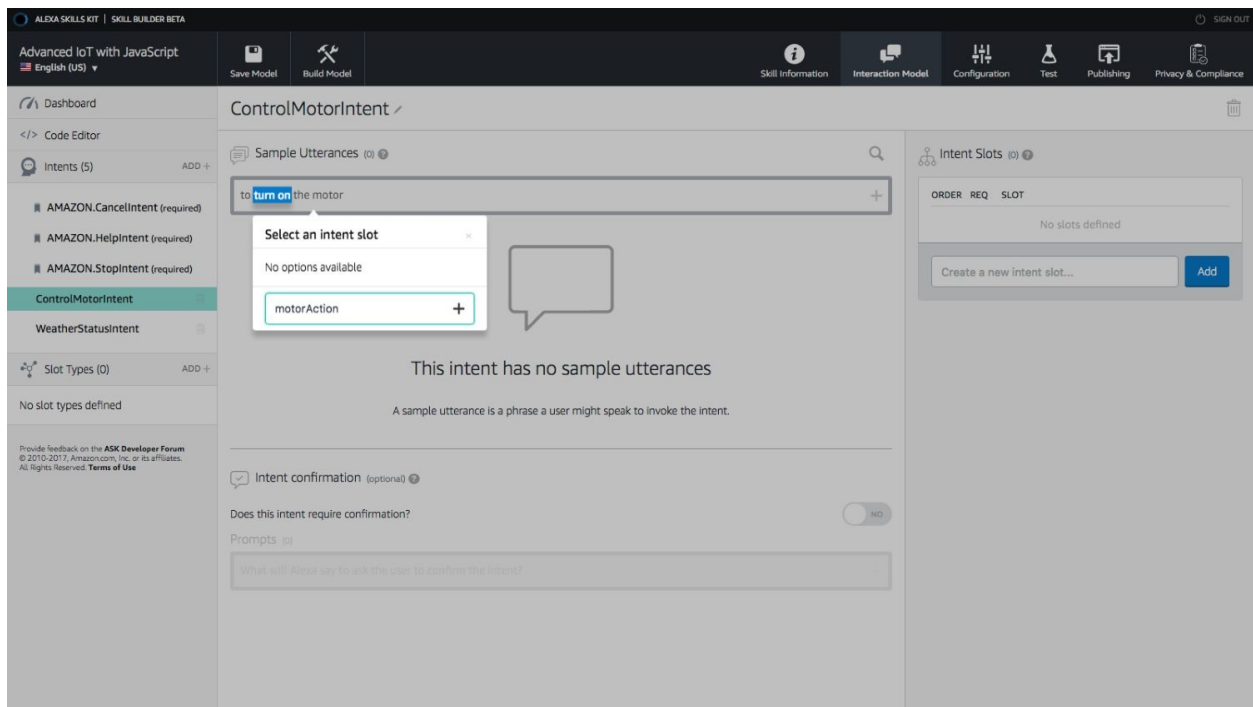 ALEXA SKILLS KIT | SKILL BUILDER BETA
SIGN OUT
Advanced IoT with JavaScript
English (US)
Save Model
Build Model
Skill Information
Interaction Model
Configuration
Test
Publishing
Privacy & Compliance
Dashboard
</> Code Editor
Intents (5)
ADD +
AMAZON.CancelIntent (required)
AMAZON.HelpIntent (required)
AMAZON.StopIntent (required)
ControlMotorIntent
WeatherStatusIntent
Slot Types (0)
ADD +
No slot types defined
Provide feedback on the ASK Developer Forum
© 2010-2017, Amazon.com, Inc. or its affiliates.
All Rights Reserved. Terms of Use
ControlMotorIntent
Sample Utterances (0)
to turn on the motor
Select an intent slot
No options available
motorAction
This intent has no sample utterances
A sample utterance is a phrase a user might speak to invoke the intent.
Intent confirmation (optional)
Does this intent require confirmation?
NO
Prompts (0)
What will Alexa say to ask the user to confirm the intent?
Intent Slots (0)
ORDER REQ SLOT
No slots defined
Create a new intent slot...
Add